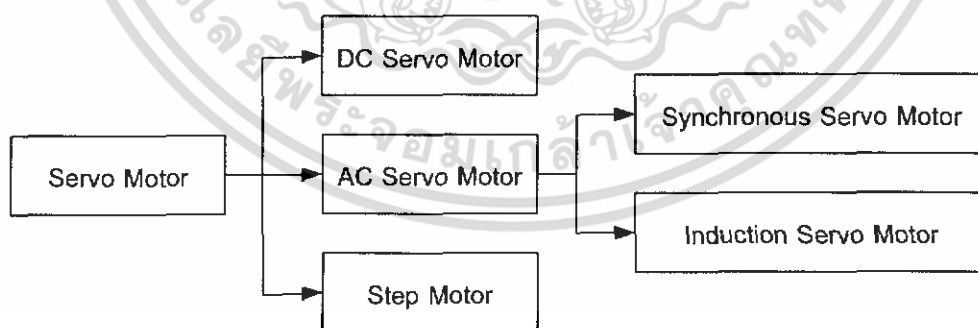 DC Servo Motor
Synchronous Servo Motor
Servo Motor
AC Servo Motor
Induction Servo Motor
Step Motor